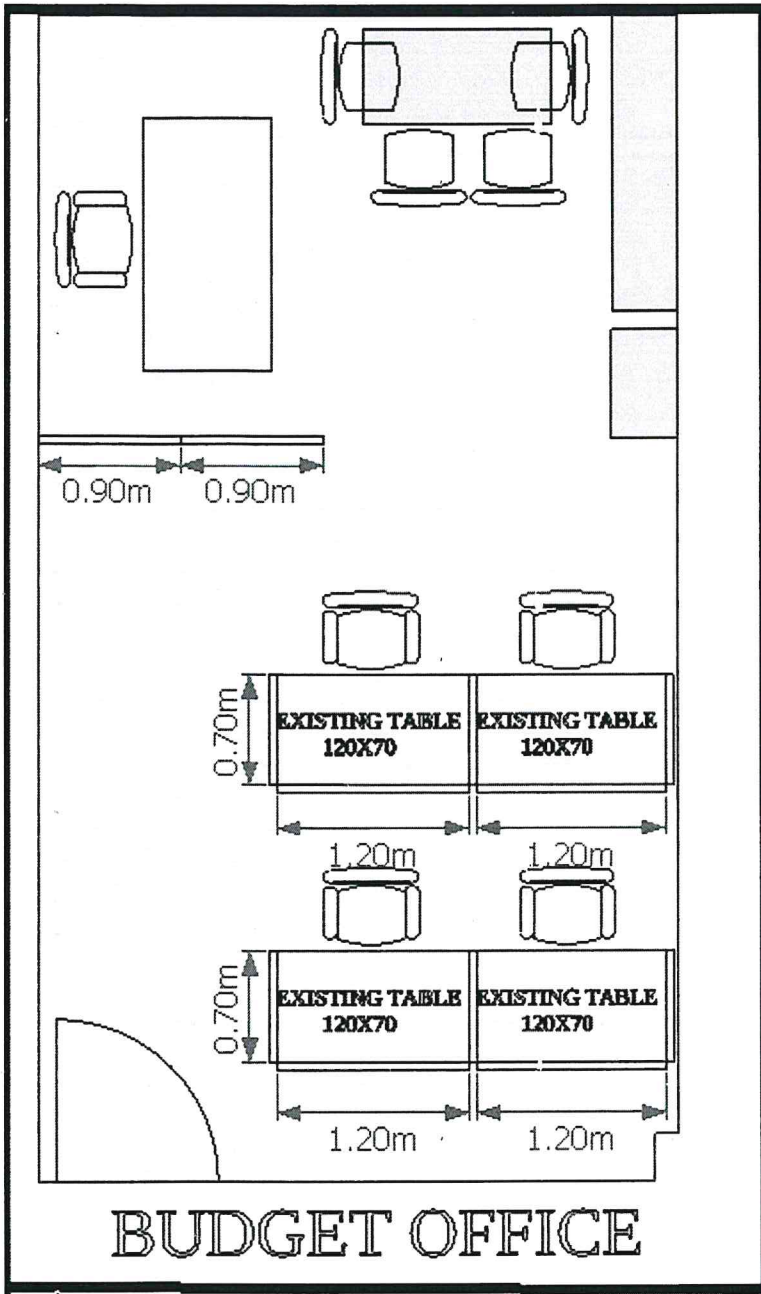 0.90m 0.90m
EXISTING TABLE
120X70
EXISTING TABLE
120X70
0.70m
1.20m 1.20m
EXISTING TABLE
120X70
EXISTING TABLE
120X70
0.70m
1.20m 1.20m
BUDGET OFFICE